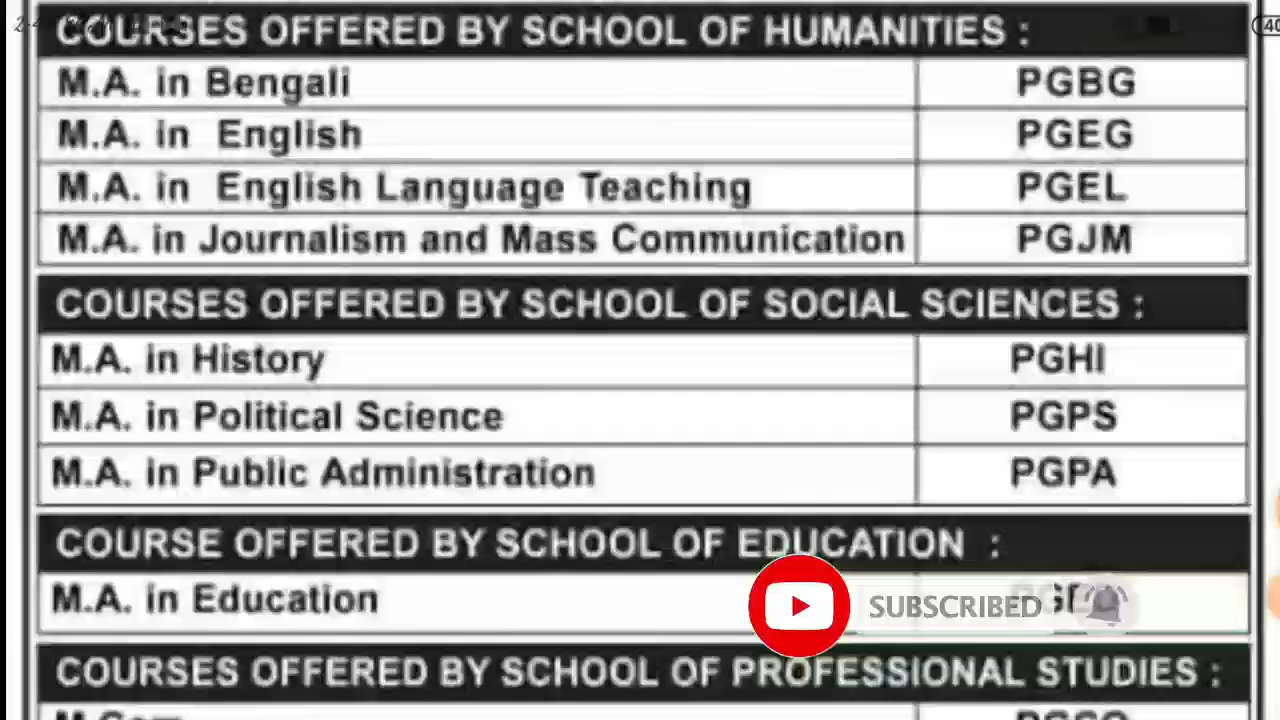 COURSES OFFERED BY SCHOOL OF HUMANITIES :
M.A. in Bengali PGBG
M.A. in English PGEG
M.A. in English Language Teaching PGEL
M.A. in Journalism and Mass Communication PGJM
COURSES OFFERED BY SCHOOL OF SOCIAL SCIENCES :
M.A. in History PGHI
M.A. in Political Science PGPS
M.A. in Public Administration PGPA
COURSE OFFERED BY SCHOOL OF EDUCATION :
M.A. in Education
SUBSCRIBED
COURSES OFFERED BY SCHOOL OF PROFESSIONAL STUDIES :
M.Com